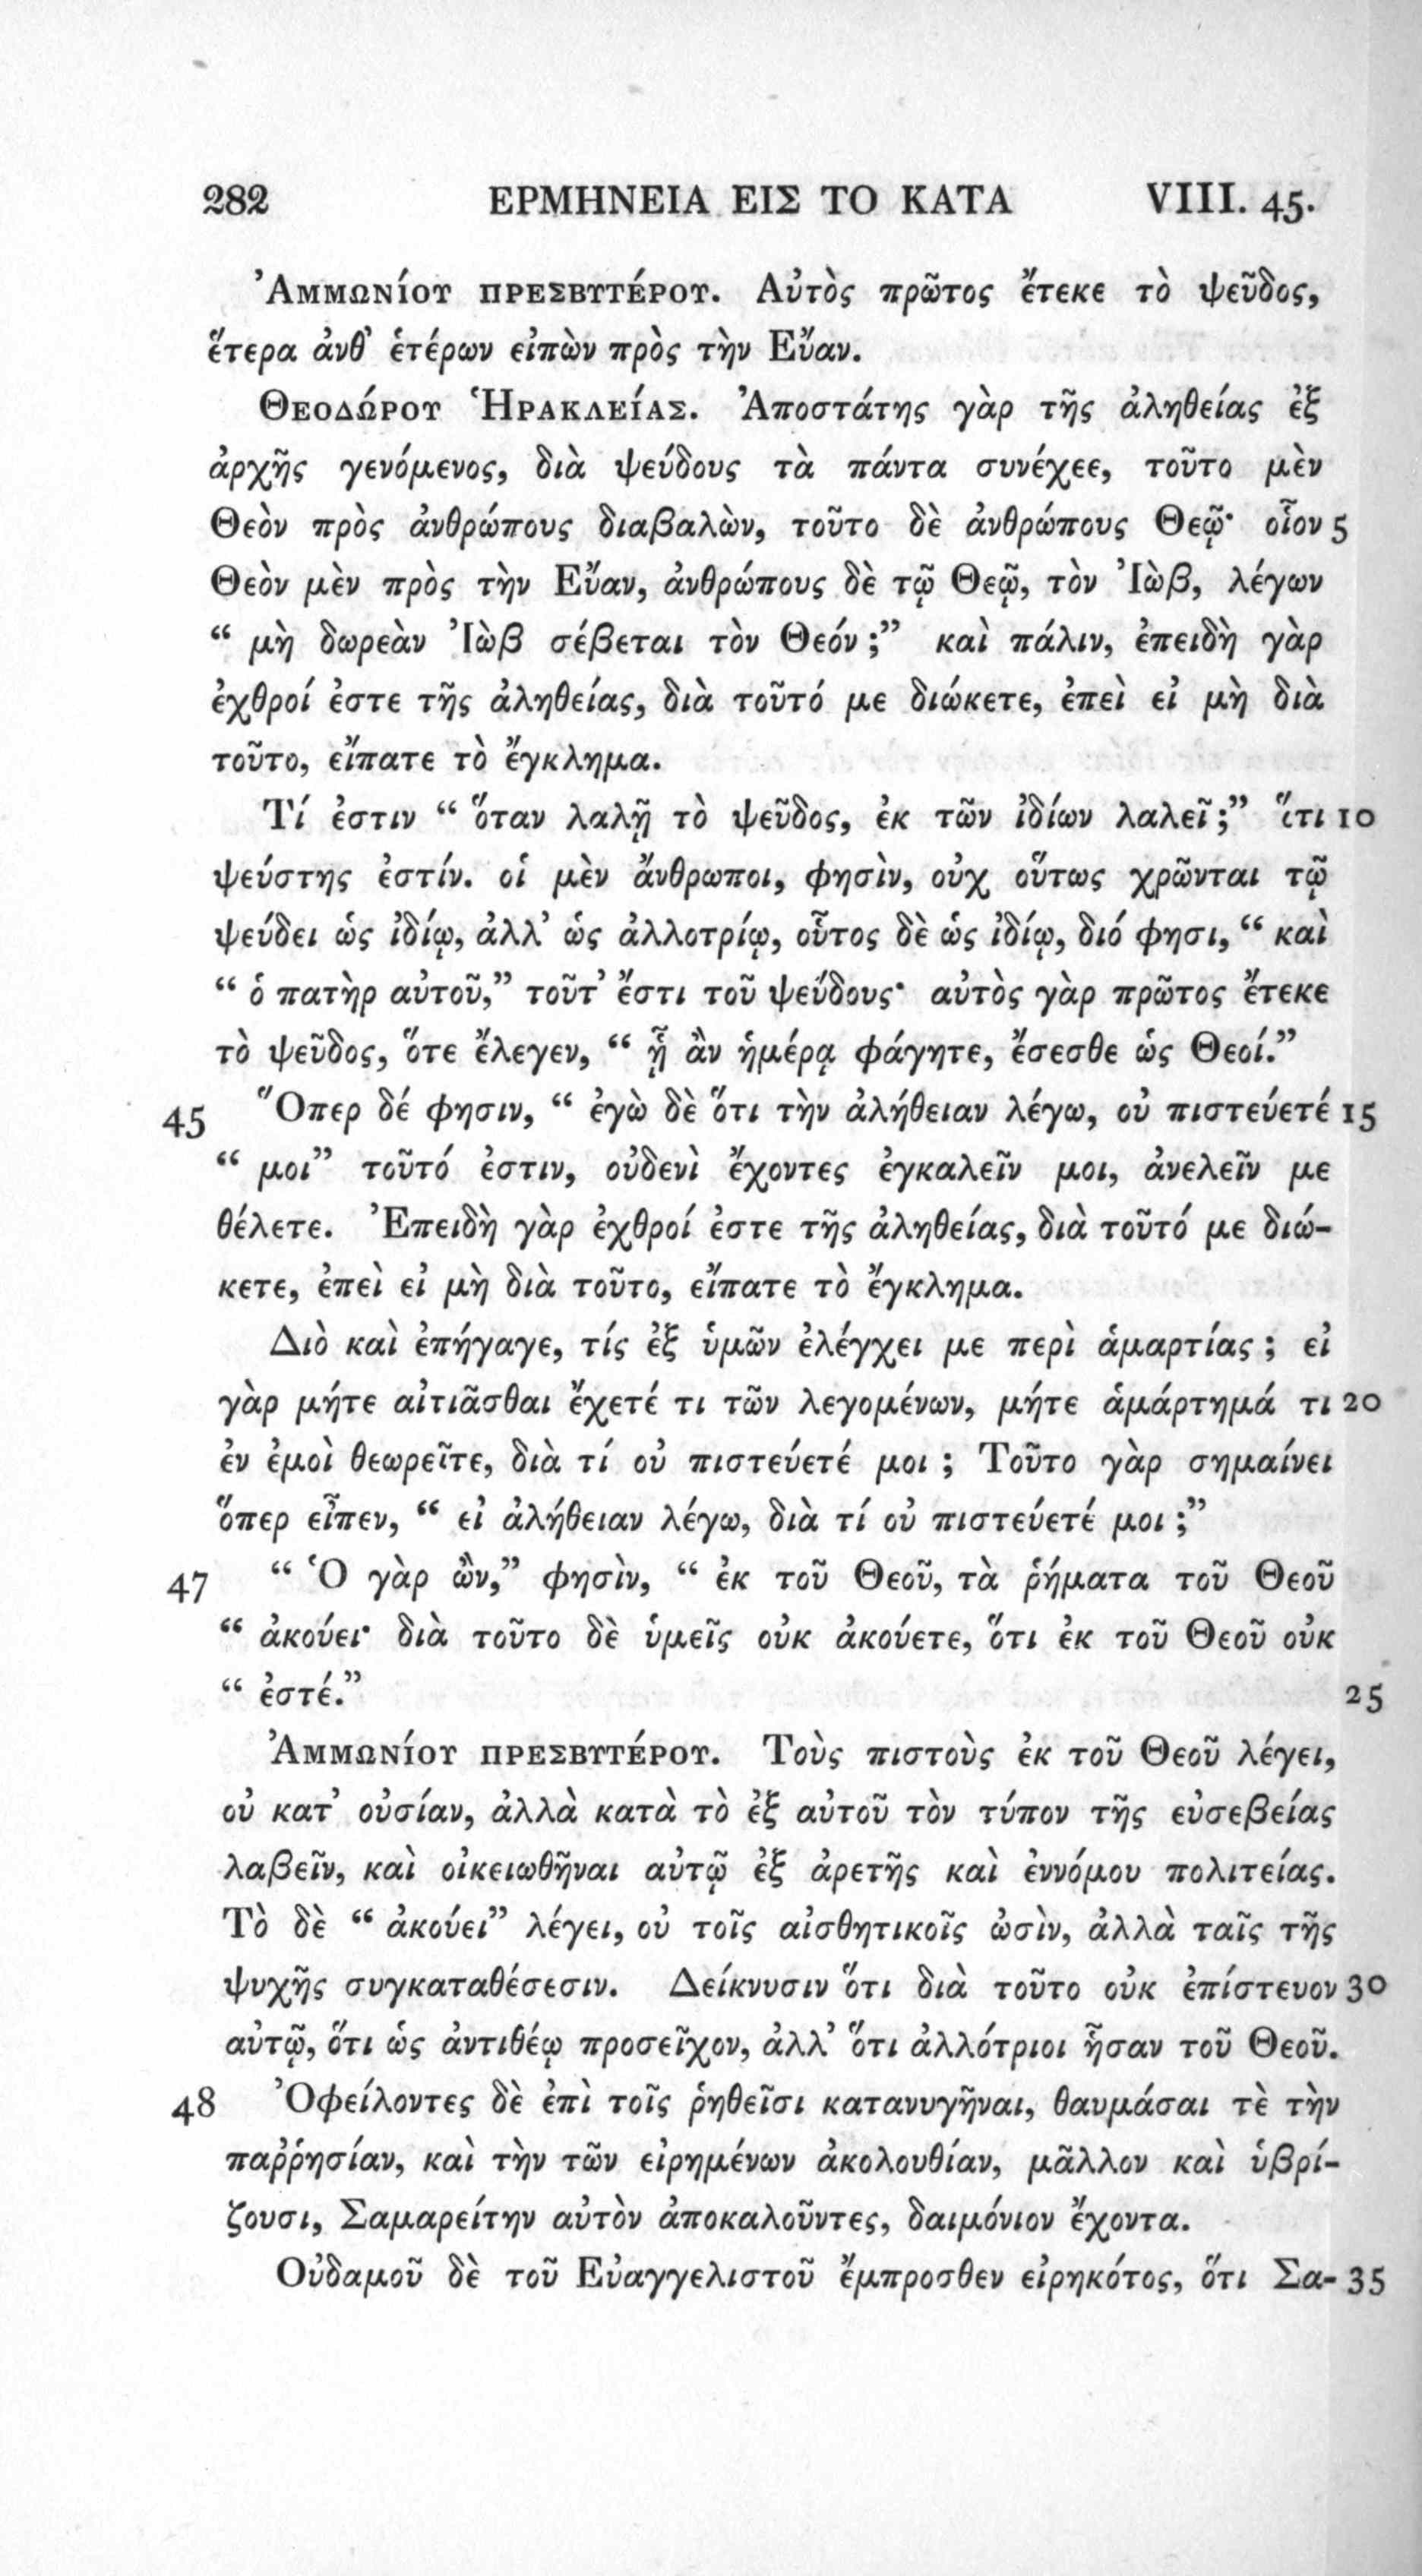 282 ΕΡΜΗΝΕΙΑ ΕΙΣ ΤΟ ΚΑΤΑ VIII. 45.
Ἀμμωνίου πρεσβυτέρου. Αὐτὸς πρῶτος ἔτεκε τὸ ψεῦδος,
ἕτερα ἀνθ’ ἑτέρων εἰπὼν πρὸς τὴν Εὔαν.
Θεοδώρου Ἡρακλείας. Ἀποστάτης γὰρ τῆς ἀληθείας ἐξ
ἀρχῆς γενόμενος, διὰ ψεύδους τὰ πάντα συνέχεε, τοῦτο μὲν
Θεὸν πρὸς ἀνθρώπους διαβαλὼν, τοῦτο δὲ ἀνθρώπους Θεῷ· οἷον 5
Θεὸν μὲν πρὸς τὴν Εὔαν, ἀνθρώπους δὲ τῷ Θεῷ, τὸν Ἰὼβ, λέγων
“ μὴ δωρεὰν Ἰὼβ σέβεται τὸν Θεόν ;” καὶ πάλιν, ἐπειδὴ γὰρ
ἐχθροί ἐστε τῆς ἀληθείας, διὰ τοῦτό με διώκετε, ἐπεὶ εἰ μὴ διὰ
τοῦτο, εἴπατε τὸ ἔγκλημα.
Τί ἐστιν “ ὅταν λαλῇ τὸ ψεῦδος, ἐκ τῶν ἰδίων λαλεῖ ;” ὅτι 10
ψεύστης ἐστίν. οἱ μὲν ἄνθρωποι, φησὶν, οὐχ οὕτως χρῶνται τῷ
ψεύδει ὡς ἰδίῳ, ἀλλ’ ὡς ἀλλοτρίῳ, οὗτος δὲ ὡς ἰδίῳ, διό φησι, “ καὶ
“ ὁ πατὴρ αὐτοῦ,” τοῦτ’ ἔστι τοῦ ψεύδους· αὐτὸς γὰρ πρῶτος ἔτεκε
τὸ ψεῦδος, ὅτε ἔλεγεν, “ ᾗ ἂν ἡμέρᾳ φάγητε, ἔσεσθε ὡς Θεοί.”
45 Ὅπερ δέ φησιν, “ ἐγὼ δὲ ὅτι τὴν ἀλήθειαν λέγω, οὐ πιστεύετέ 15
“ μοι” τοῦτό ἐστιν, οὐδενὶ ἔχοντες ἐγκαλεῖν μοι, ἀνελεῖν με
θέλετε. Ἐπειδὴ γὰρ ἐχθροί ἐστε τῆς ἀληθείας, διὰ τοῦτό με διώ-
κετε, ἐπεὶ εἰ μὴ διὰ τοῦτο, εἴπατε τὸ ἔγκλημα.
Διὸ καὶ ἐπήγαγε, τίς ἐξ ὑμῶν ἐλέγχει με περὶ ἁμαρτίας ; εἰ
γὰρ μήτε αἰτιᾶσθαι ἔχετέ τι τῶν λεγομένων, μήτε ἁμάρτημά τι 20
ἐν ἐμοὶ θεωρεῖτε, διὰ τί οὐ πιστεύετέ μοι ; Τοῦτο γὰρ σημαίνει
ὅπερ εἶπεν, “ εἰ ἀλήθειαν λέγω, διὰ τί οὐ πιστεύετέ μοι ;”
47 “ Ὁ γὰρ ὢν,” φησὶν, “ ἐκ τοῦ Θεοῦ, τὰ ῥήματα τοῦ Θεοῦ
“ ἀκούει· διὰ τοῦτο δὲ ὑμεῖς οὐκ ἀκούετε, ὅτι ἐκ τοῦ Θεοῦ οὐκ
“ ἐστέ.” 25
Ἀμμωνίου πρεσβυτέρου. Τοὺς πιστοὺς ἐκ τοῦ Θεοῦ λέγει,
οὐ κατ’ οὐσίαν, ἀλλὰ κατὰ τὸ ἐξ αὐτοῦ τὸν τύπον τῆς εὐσεβείας
λαβεῖν, καὶ οἰκειωθῆναι αὐτῷ ἐξ ἀρετῆς καὶ ἐννόμου πολιτείας.
Τὸ δὲ “ ἀκούει” λέγει, οὐ τοῖς αἰσθητικοῖς ὠσὶν, ἀλλὰ ταῖς τῆς
ψυχῆς συγκαταθέσεσιν. Δείκνυσιν ὅτι διὰ τοῦτο οὐκ ἐπίστευον 30
αὐτῷ, ὅτι ὡς ἀντιθέῳ προσεῖχον, ἀλλ’ ὅτι ἀλλότριοι ἦσαν τοῦ Θεοῦ.
48 Ὀφείλοντες δὲ ἐπὶ τοῖς ῥηθεῖσι κατανυγῆναι, θαυμάσαι τὲ τὴν
παῤῥησίαν, καὶ τὴν τῶν εἰρημένων ἀκολουθίαν, μᾶλλον καὶ ὑβρί-
ζουσι, Σαμαρείτην αὐτὸν ἀποκαλοῦντες, δαιμόνιον ἔχοντα.
Οὐδαμοῦ δὲ τοῦ Εὐαγγελιστοῦ ἔμπροσθεν εἰρηκότος, ὅτι Σα- 35